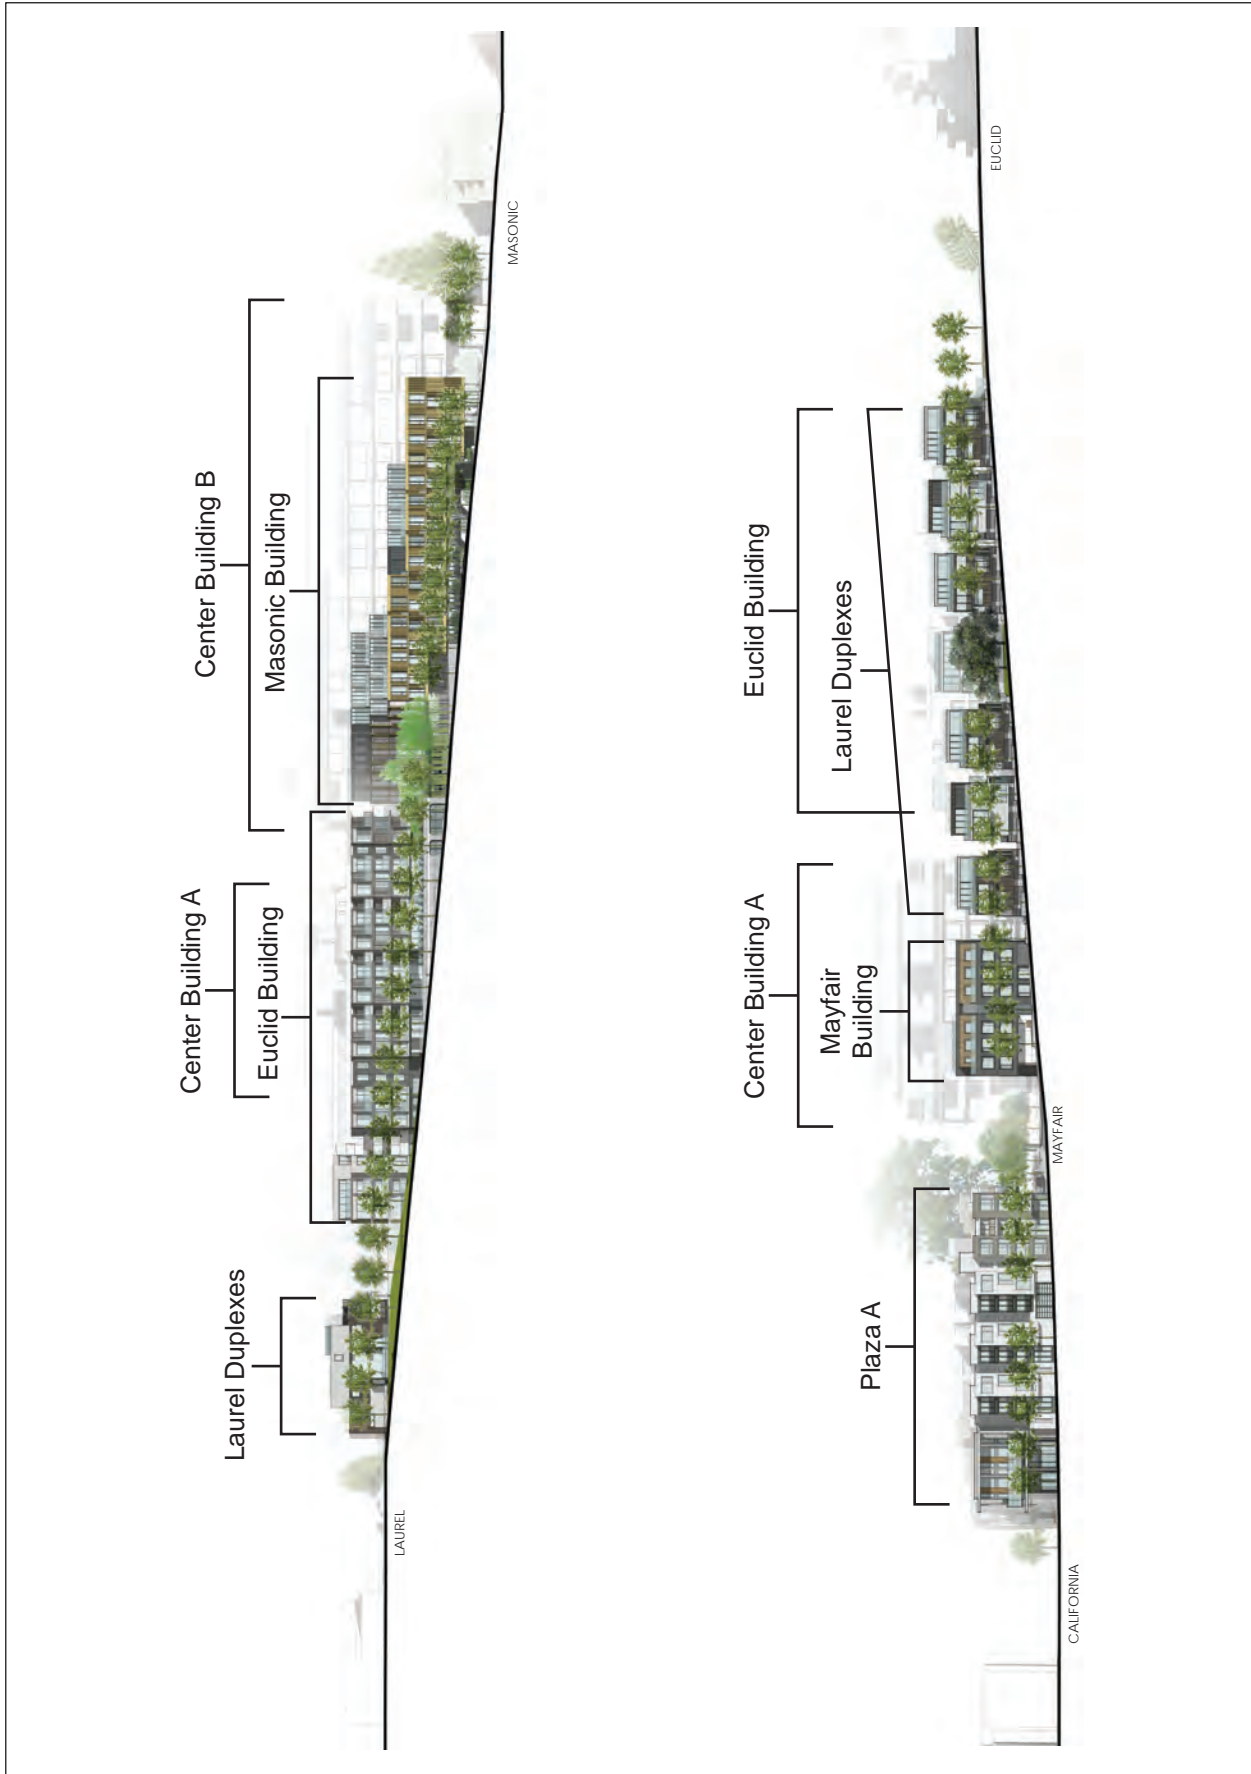 Center Building B
Masonic Building
Center Building A
Euclid Building
Laurel Duplexes
LAUREL
MASONIC
Euclid Building
Laurel Duplexes
Center Building A
Mayfair
Building
Plaza A
CALIFORNIA
MAYFAIR
EUCLID